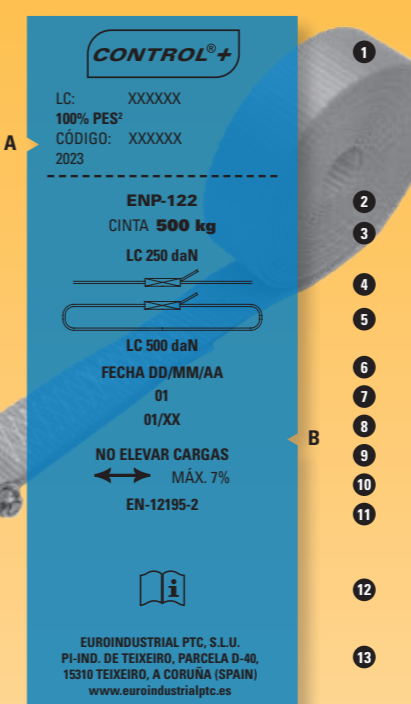 CONTROL®+
LC: XXXXXX
100% PES²
CÓDIGO: XXXXXX
2023
A
ENP-122
CINTA 500 kg
LC 250 daN
LC 500 daN
FECHA DD/MM/AA
01
01/XX
B
NO ELEVAR CARGAS
MÁX. 7%
EN-12195-2
i
EUROINDUSTRIAL PTC, S.L.U.
PI-IND. DE TEIXEIRO, PARCELA D-40,
15310 TEIXEIRO, A CORUÑA (SPAIN)
www.euroindustrialptc.es
1
2
3
4
5
6
7
8
9
10
11
12
13